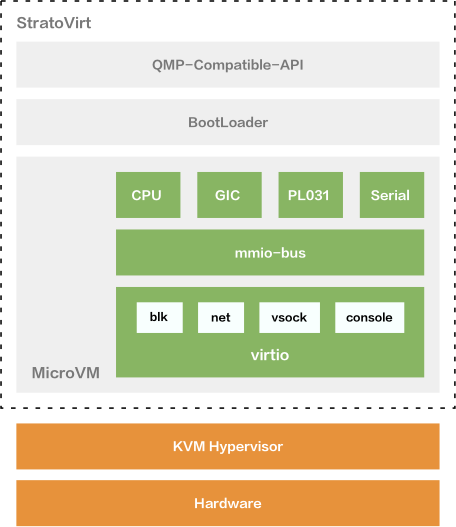 StratoVirt
QMP-Compatible-API
BootLoader
CPU GIC PL031 Serial
mmio-bus
blk net vsock console
virtio
MicroVM
KVM Hypervisor
Hardware